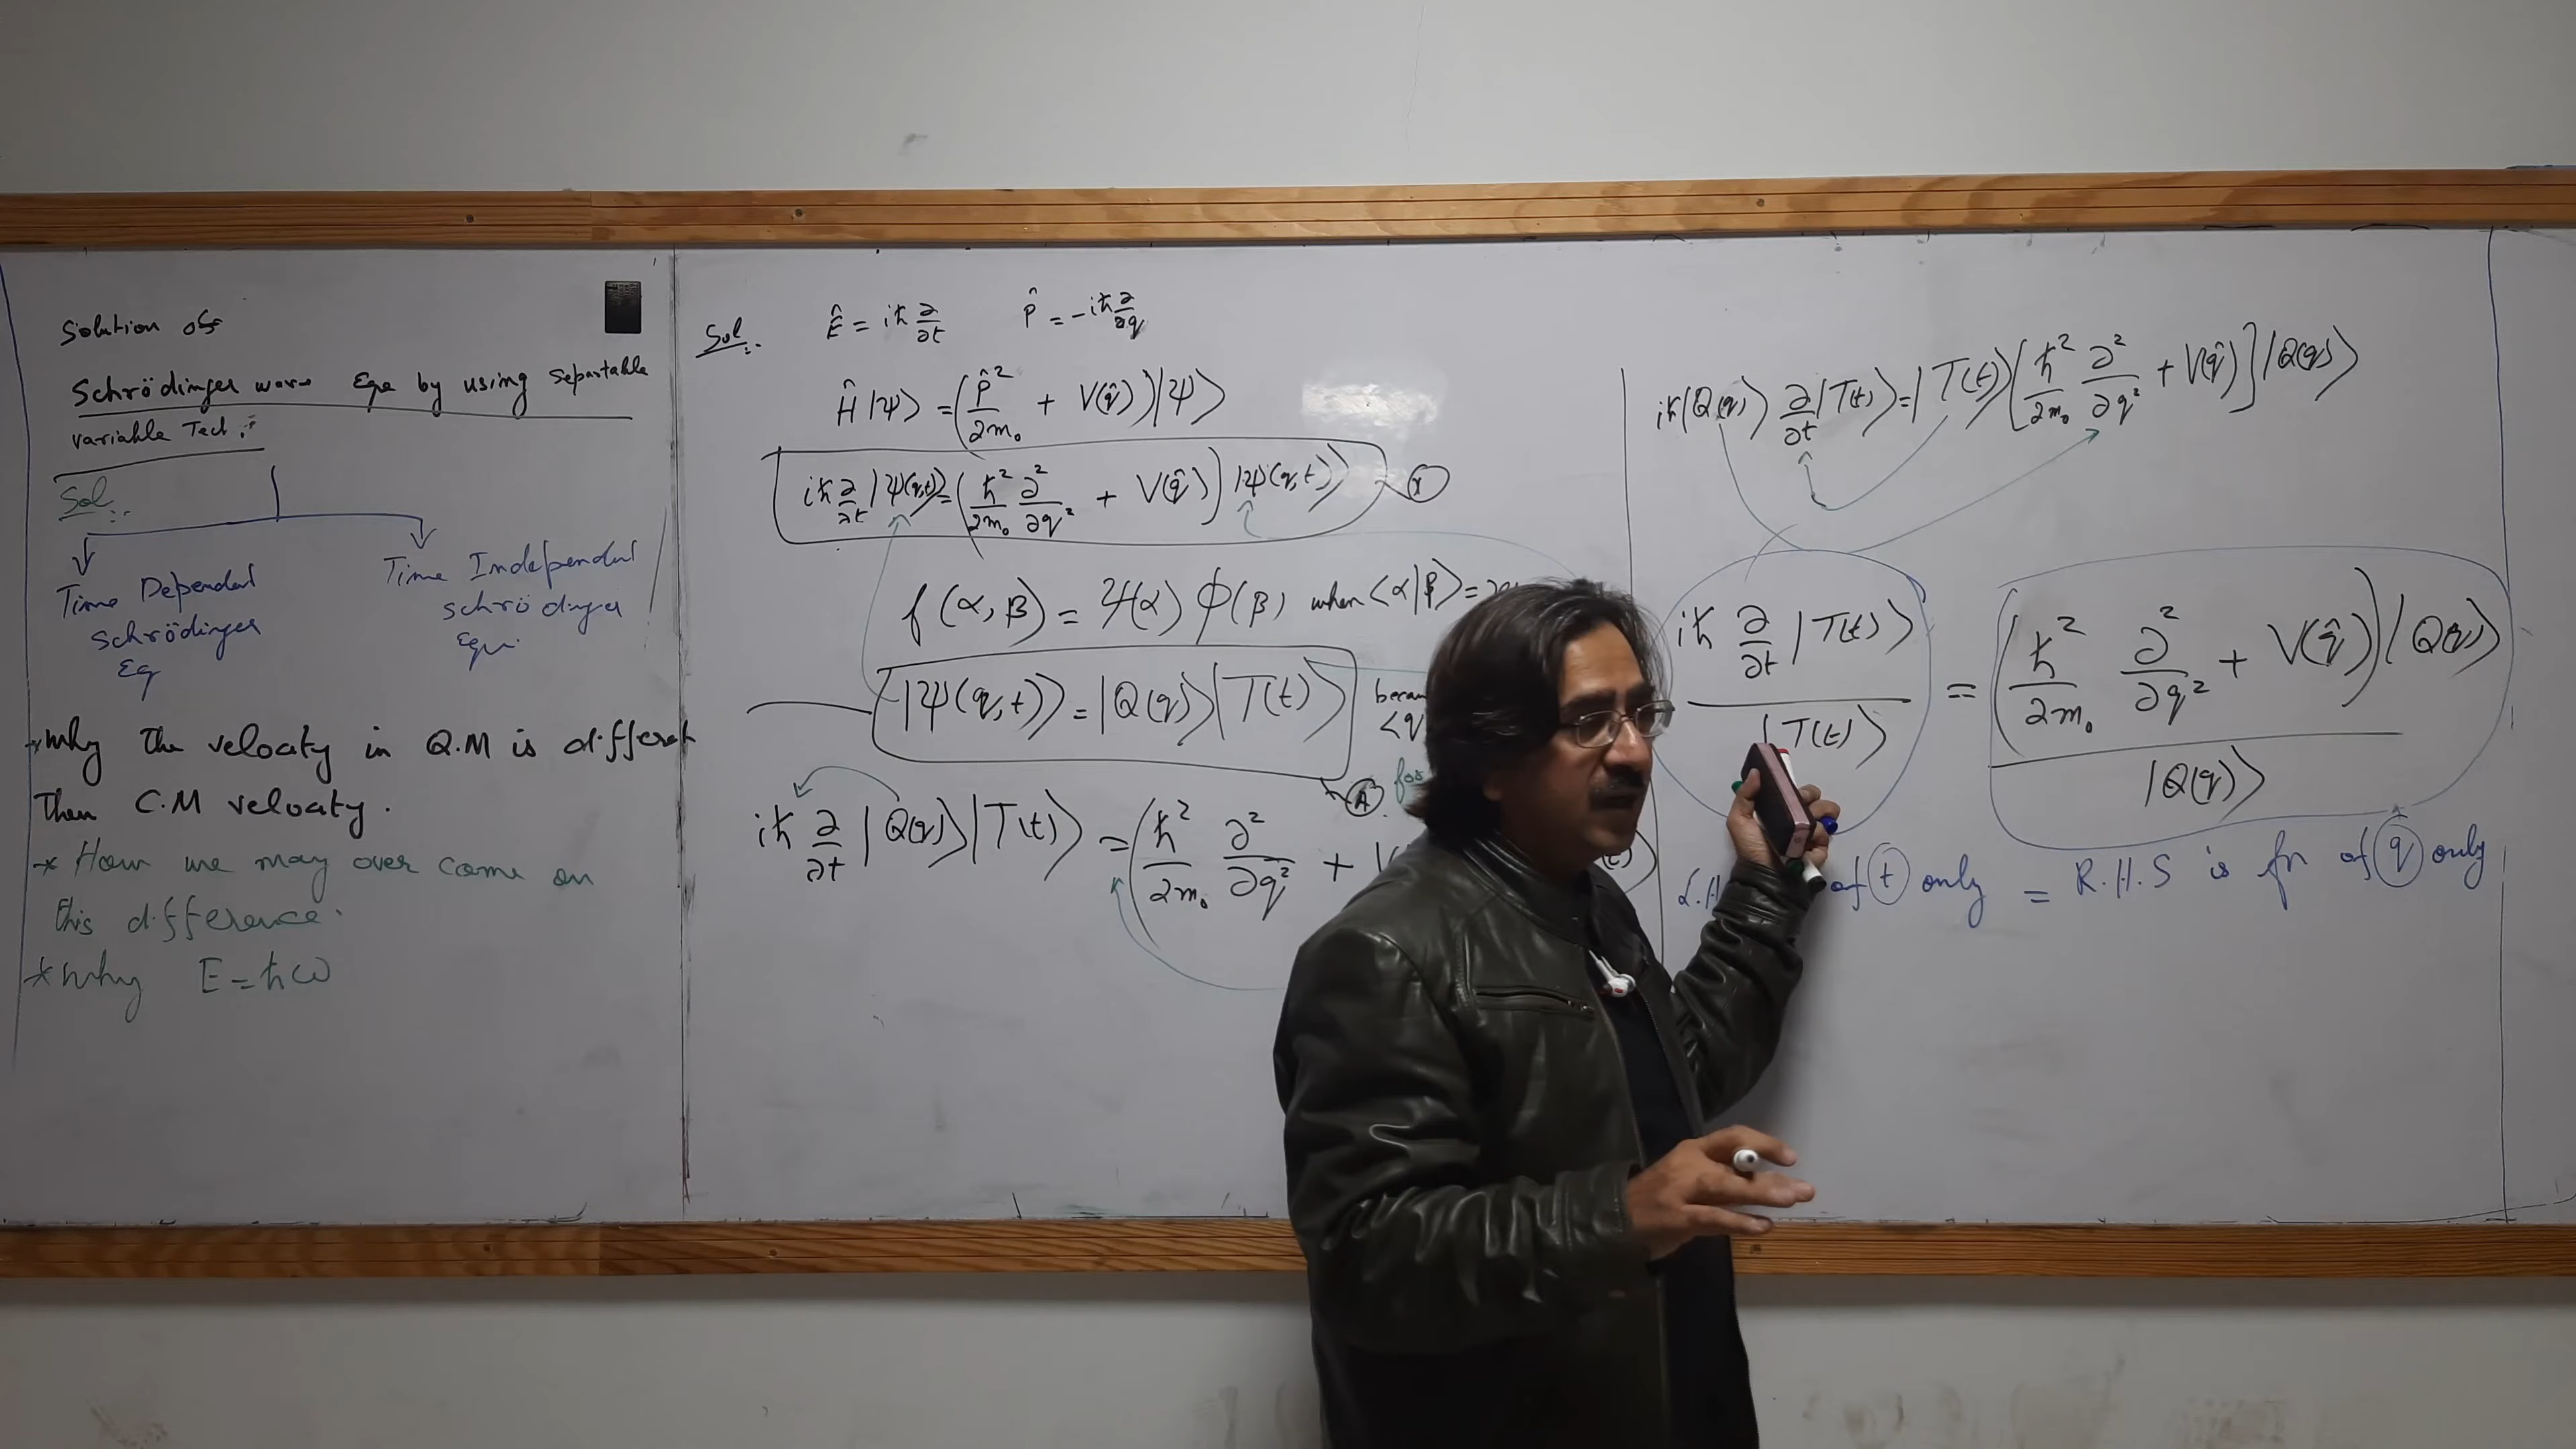 Solution of
Schrödinger wave Eqn by using Separtable
variable Tech :-
Sol :-
Time Dependent
Schrödinger
Eq
Time Independent
schrödinger
Eqn.
* Why The velocity in Q.M is different
Then C.M velocity.
* How we may over come on
this difference.
* Why E = ħω
Sol :-
Ê = iħ ∂/∂t P̂ = -iħ ∂/∂q
Ĥ |ψ⟩ = (P̂²/2m₀ + V(q̂)) |ψ⟩
iħ ∂/∂t |ψ(q,t)⟩ = (ħ²/2m₀ ∂²/∂q² + V(q̂)) |ψ(q,t)⟩
f(α, β) = ψ(α) φ(β) when ⟨α|β⟩ =
|ψ(q,t)⟩ = |Q(q)⟩|T(t)⟩
⟨q
A
iħ ∂/∂t |Q(q)⟩|T(t)⟩ = (ħ²/2m₀ ∂²/∂q² + V
iħ|Q(q)⟩ ∂/∂t |T(t)⟩ = |T(t)⟩ [ħ²/2m₀ ∂²/∂q² + V(q̂)] |Q(q)⟩
iħ ∂/∂t |T(t)⟩ / |T(t)⟩ = (ħ²/2m₀ ∂²/∂q² + V(q̂)) |Q(q)⟩ / |Q(q)⟩
L.H of t only = R.H.S is fn of q only